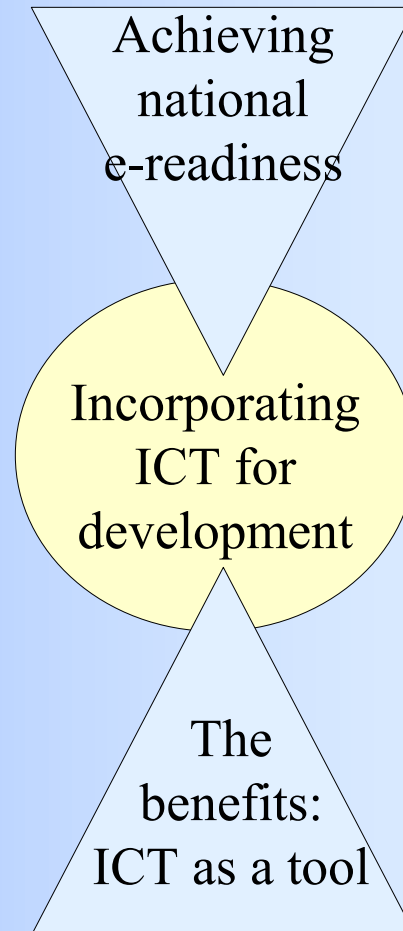 Achieving
national
e-readiness
Incorporating
ICT for
development
The
benefits:
ICT as a tool